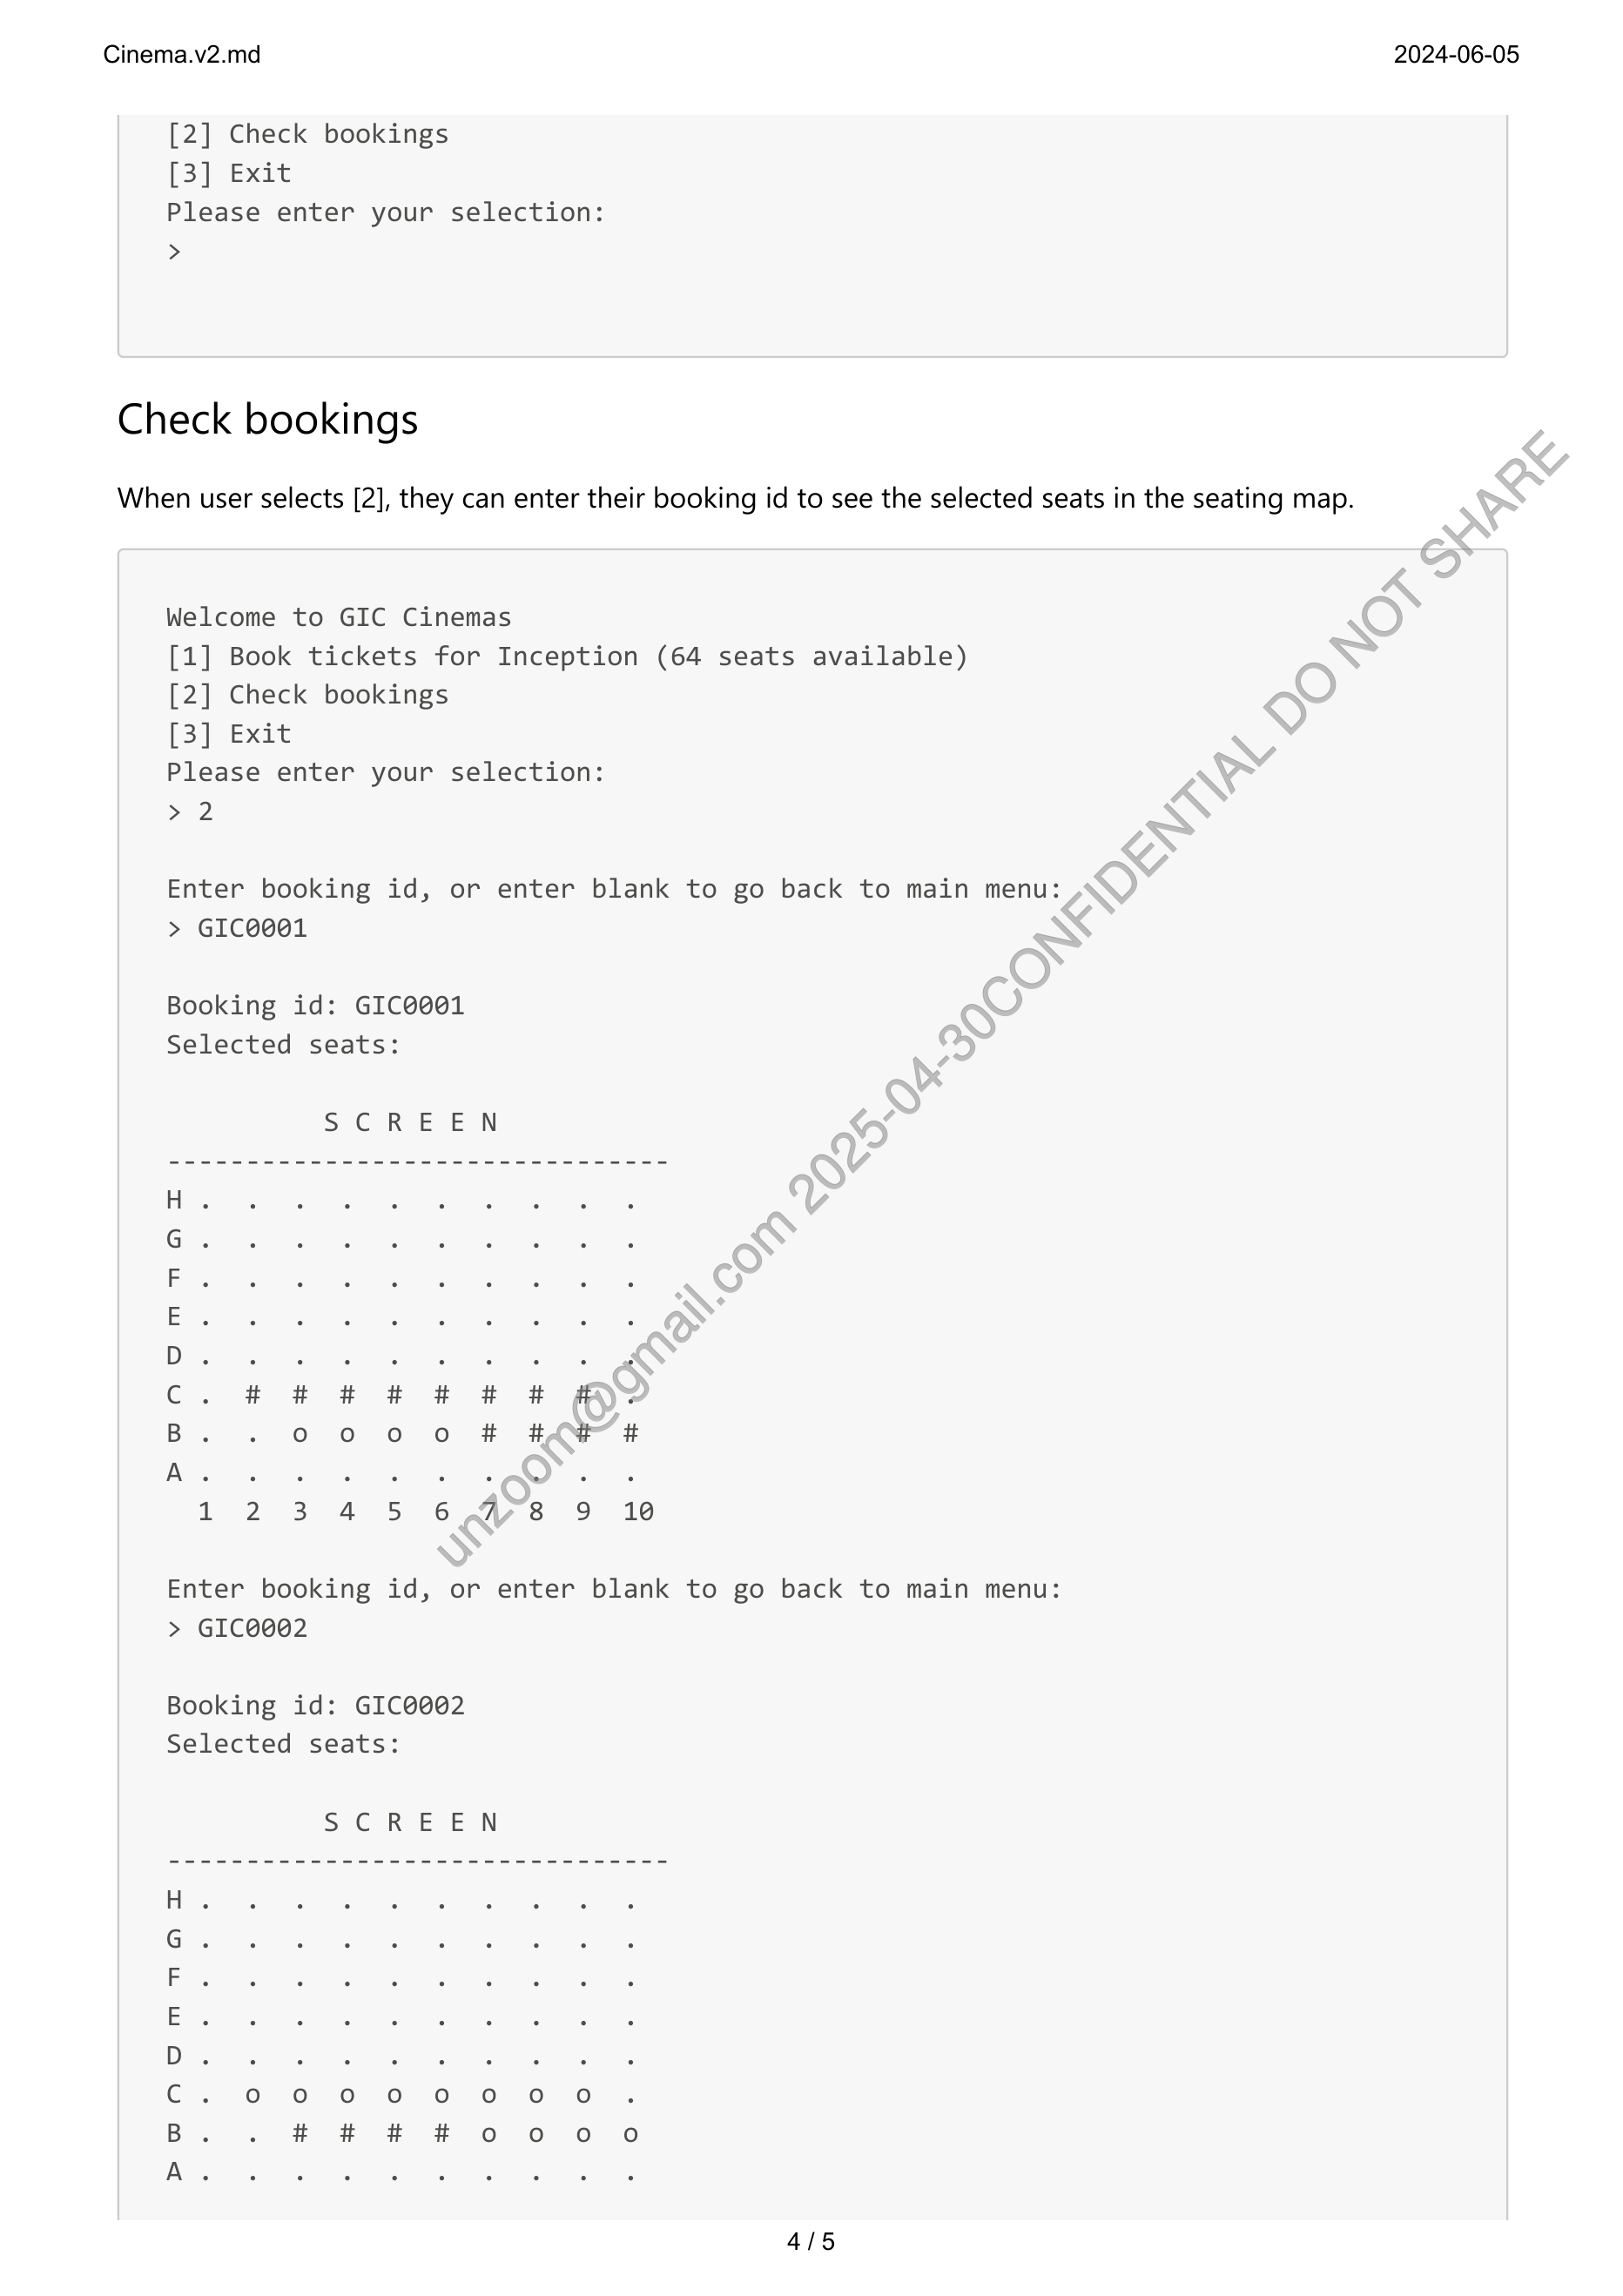 Cinema.v2.md
2024-06-05
[2] Check bookings
[3] Exit
Please enter your selection:
>
Check bookings
When user selects [2], they can enter their booking id to see the selected seats in the seating map.
Welcome to GIC Cinemas
[1] Book tickets for Inception (64 seats available)
[2] Check bookings
[3] Exit
Please enter your selection:
> 2
Enter booking id, or enter blank to go back to main menu:
> GIC0001
Booking id: GIC0001
Selected seats:
          S C R E E N
--------------------------------
H .  .  .  .  .  .  .  .  .  .
G .  .  .  .  .  .  .  .  .  .
F .  .  .  .  .  .  .  .  .  .
E .  .  .  .  .  .  .  .  .  .
D .  .  .  .  .  .  .  .  .  .
C .  #  #  #  #  #  #  #  #  .
B .  .  o  o  o  o  #  #  #  #
A .  .  .  .  .  .  .  .  .  .
  1  2  3  4  5  6  7  8  9  10
Enter booking id, or enter blank to go back to main menu:
> GIC0002
Booking id: GIC0002
Selected seats:
          S C R E E N
--------------------------------
H .  .  .  .  .  .  .  .  .  .
G .  .  .  .  .  .  .  .  .  .
F .  .  .  .  .  .  .  .  .  .
E .  .  .  .  .  .  .  .  .  .
D .  .  .  .  .  .  .  .  .  .
C .  o  o  o  o  o  o  o  o  .
B .  .  #  #  #  #  o  o  o  o
A .  .  .  .  .  .  .  .  .  .
unzoom@gmail.com 2025-04-30CONFIDENTIAL DO NOT SHARE
4 / 5